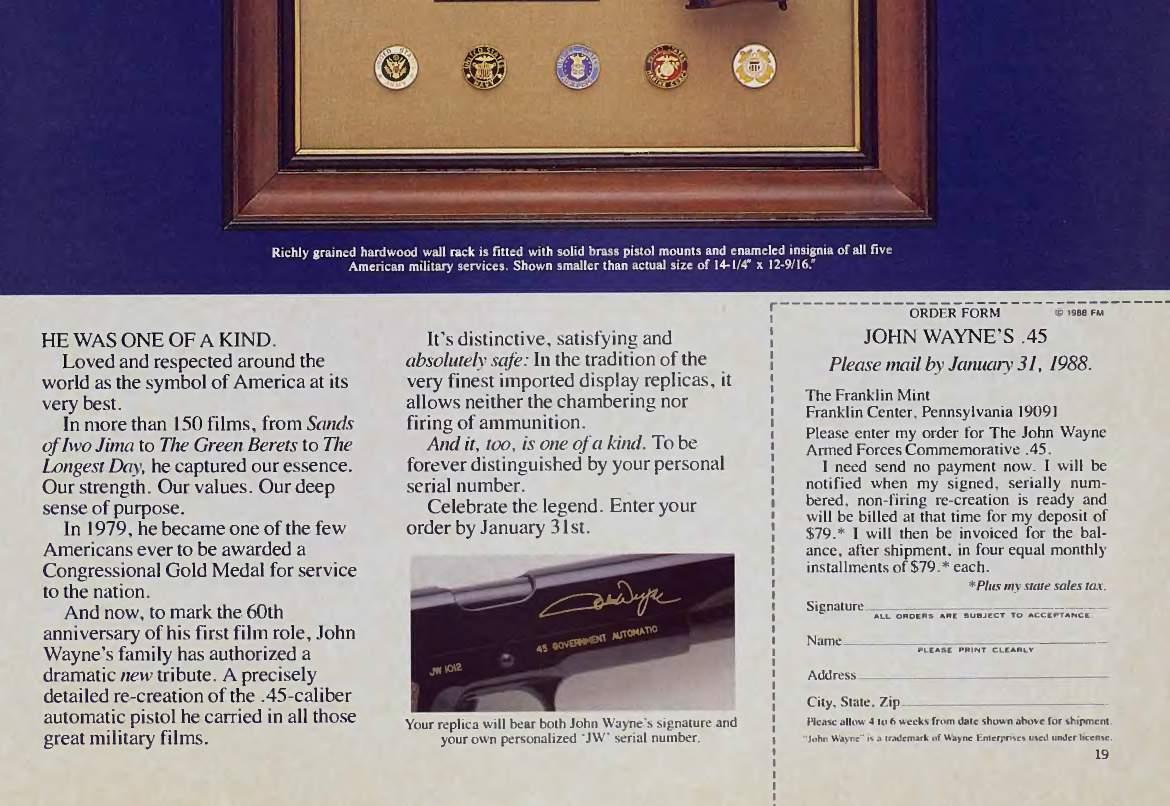 Richly grained hardwood wall rack is fitted with solid brass pistol mounts and enameled insignia of all five
American military services. Shown smaller than actual size of 14-1/4" x 12-9/16."
HE WAS ONE OF A KIND.
Loved and respected around the
world as the symbol of America at its
very best.
In more than 150 films, from Sands
of Iwo Jima to The Green Berets to The
Longest Day, he captured our essence.
Our strength. Our values. Our deep
sense of purpose.
In 1979, he became one of the few
Americans ever to be awarded a
Congressional Gold Medal for service
to the nation.
And now, to mark the 60th
anniversary of his first film role, John
Wayne's family has authorized a
dramatic new tribute. A precisely
detailed re-creation of the .45-caliber
automatic pistol he carried in all those
great military films.
It's distinctive, satisfying and
absolutely safe: In the tradition of the
very finest imported display replicas, it
allows neither the chambering nor
firing of ammunition.
And it, too, is one of a kind. To be
forever distinguished by your personal
serial number.
Celebrate the legend. Enter your
order by January 31st.
John Wayne
45 GOVERNMENT AUTOMATIC
JW 1012
Your replica will bear both John Wayne's signature and
your own personalized 'JW' serial number.
ORDER FORM © 1988 FM
JOHN WAYNE'S .45
Please mail by January 31, 1988.
The Franklin Mint
Franklin Center, Pennsylvania 19091
Please enter my order for The John Wayne
Armed Forces Commemorative .45.
I need send no payment now. I will be
notified when my signed, serially num-
bered, non-firing re-creation is ready and
will be billed at that time for my deposit of
$79.* I will then be invoiced for the bal-
ance, after shipment, in four equal monthly
installments of $79.* each.
*Plus my state sales tax.
Signature
ALL ORDERS ARE SUBJECT TO ACCEPTANCE.
Name
PLEASE PRINT CLEARLY
Address
City, State, Zip
Please allow 4 to 6 weeks from date shown above for shipment.
"John Wayne" is a trademark of Wayne Enterprises used under license.
19